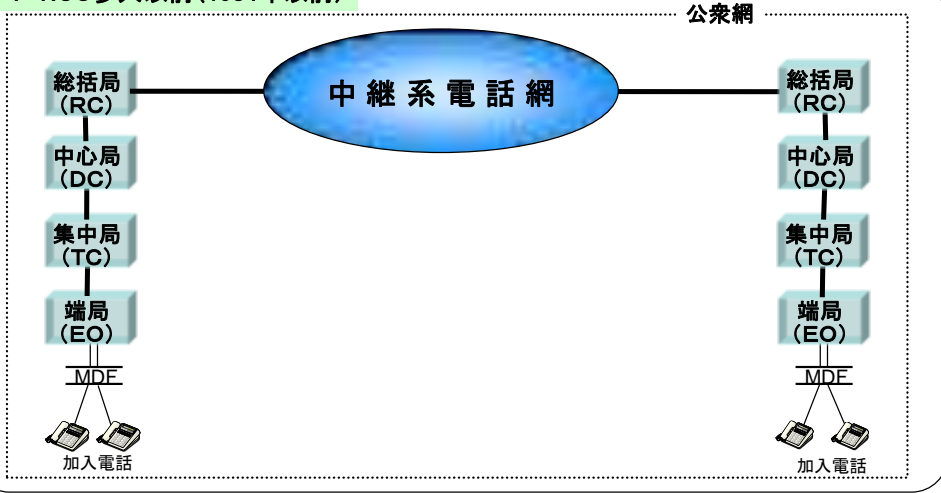 公衆網
総括局
(RC)
中継系電話網
総括局
(RC)
中心局
(DC)
中心局
(DC)
集中局
(TC)
集中局
(TC)
端局
(EO)
端局
(EO)
MDF
MDF
加入電話
加入電話